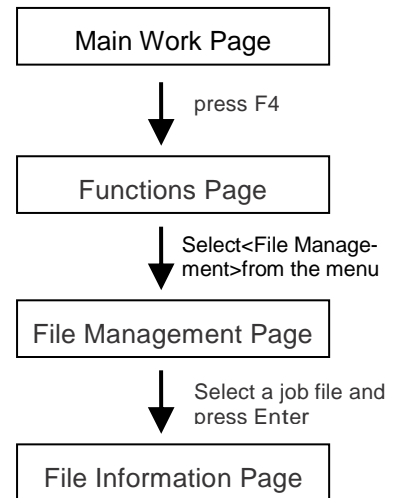 Main Work Page
press F4
Functions Page
Select<File Manage-
ment>from the menu
File Management Page
Select a job file and
press Enter
File Information Page